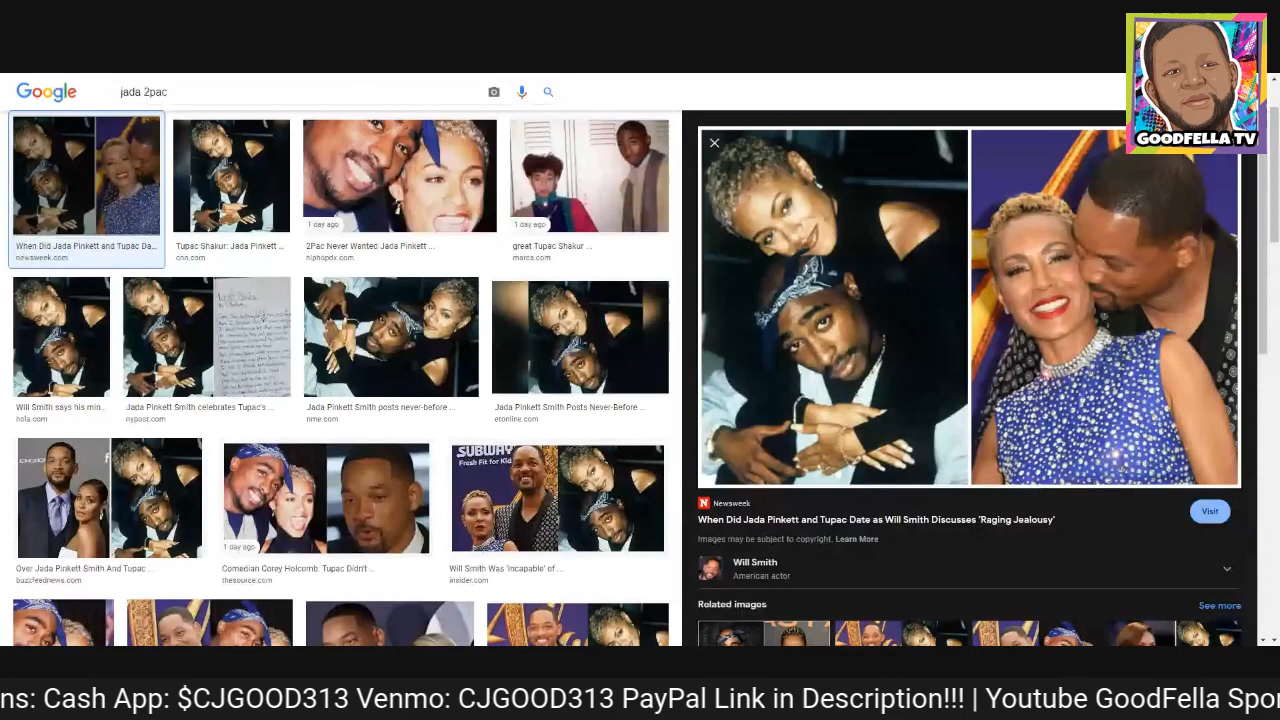 GOODFELLA TV
Google
jada 2pac
When Did Jada Pinkett and Tupac Da...
newsweek.com
Tupac Shakur: Jada Pinkett ...
cnn.com
1 day ago
2Pac Never Wanted Jada Pinkett ...
hiphopdx.com
1 day ago
great Tupac Shakur ...
marca.com
Will Smith says his min...
nola.com
Jada Pinkett Smith celebrates Tupac's ...
nypost.com
Jada Pinkett Smith posts never-before ...
nme.com
Jada Pinkett Smith Posts Never-Before ...
etonline.com
Over Jada Pinkett Smith And Tupac ...
buzzfeednews.com
1 day ago
Comedian Corey Holcomb: Tupac Didn't ...
thesource.com
SUBWAY
Fresh Fit for Kid
Will Smith Was 'Incapable' of ...
insider.com
N Newsweek
When Did Jada Pinkett and Tupac Date as Will Smith Discusses 'Raging Jealousy'
Visit
Images may be subject to copyright. Learn More
Will Smith
American actor
Related images
See more
ns: Cash App: $CJGOOD313 Venmo: CJGOOD313 PayPal Link in Description!!! | Youtube GoodFella Spo